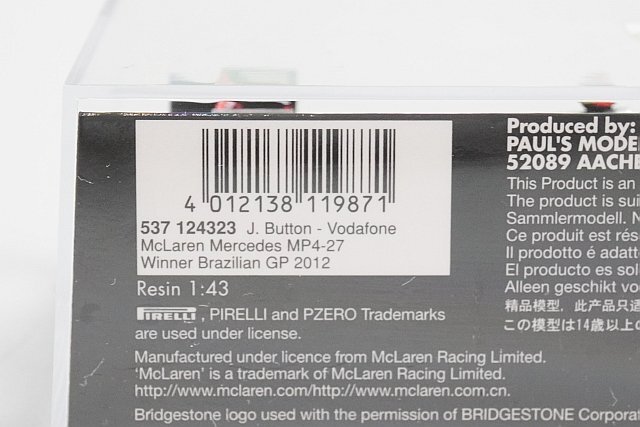 4 012138 119871
537 124323 J. Button - Vodafone
McLaren Mercedes MP4-27
Winner Brazilian GP 2012
Resin 1:43
PIRELLI, PIRELLI and PZERO Trademarks
are used under license.
Manufactured under licence from McLaren Racing Limited.
'McLaren' is a trademark of McLaren Racing Limited.
http://www.mclaren.com/http://www.mclaren.com.cn.
Bridgestone logo used with the permission of BRIDGESTONE Corpora
Produced by:
PAUL'S MODE
52089 AACHE
This Product is an
The product is sui
Sammlermodell. N
Ce produit est rés
Il prodotto é adatt
El producto es sol
Alleen geschikt vo
精品模型，此产品只适
この模型は14歳以上の